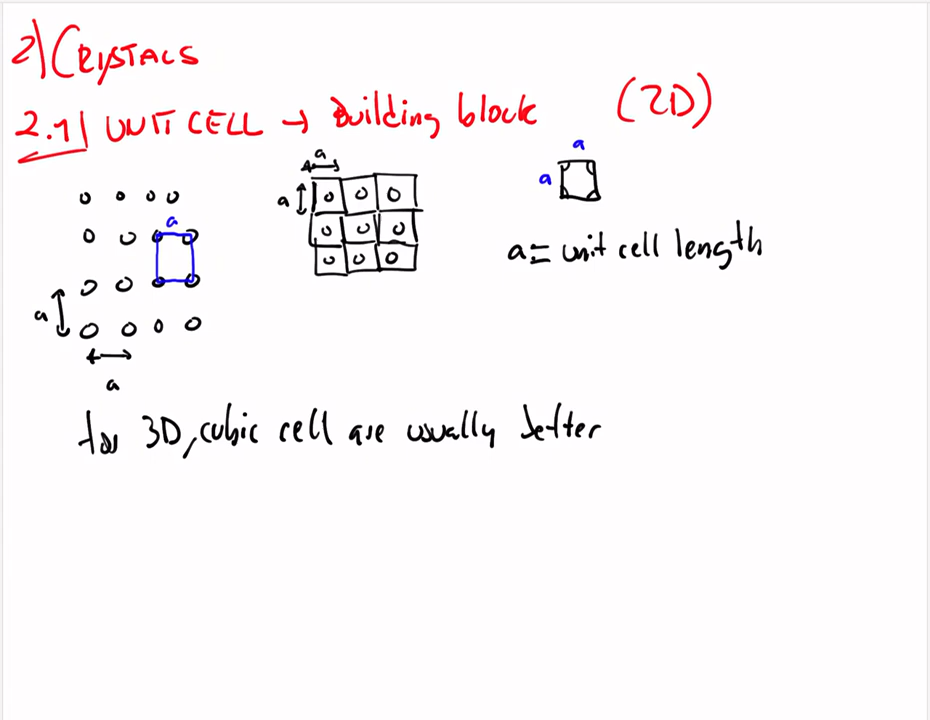 2) CRYSTALS
2.1 UNIT CELL → Building block (2D)
a
a
a
a
a
a
a
a = unit cell length
for 3D, cubic cell are usually better